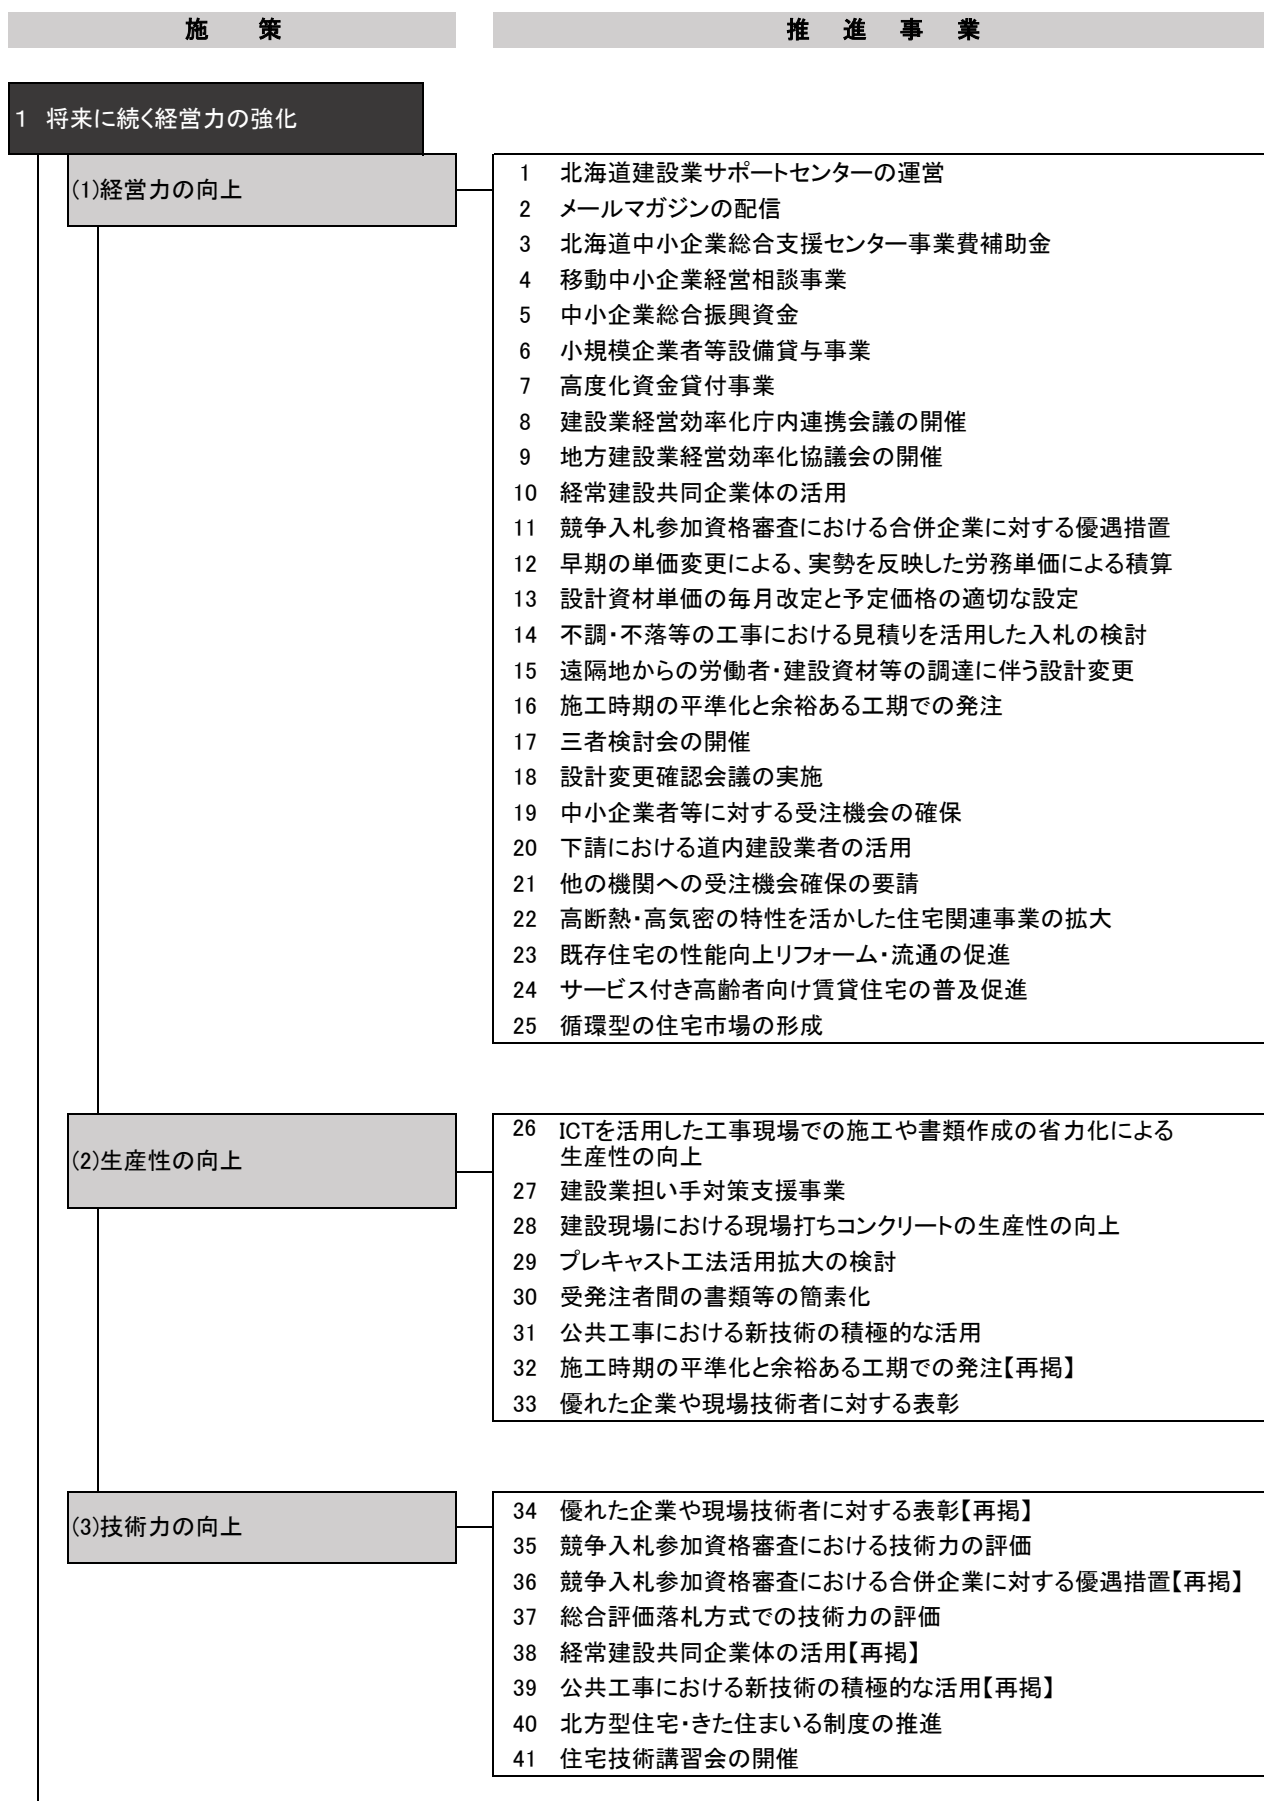 施　策
推　進　事　業
1　将来に続く経営力の強化
(1)経営力の向上
1　北海道建設業サポートセンターの運営
2　メールマガジンの配信
3　北海道中小企業総合支援センター事業費補助金
4　移動中小企業経営相談事業
5　中小企業総合振興資金
6　小規模企業者等設備貸与事業
7　高度化資金貸付事業
8　建設業経営効率化庁内連携会議の開催
9　地方建設業経営効率化協議会の開催
10　経常建設共同企業体の活用
11　競争入札参加資格審査における合併企業に対する優遇措置
12　早期の単価変更による、実勢を反映した労務単価による積算
13　設計資材単価の毎月改定と予定価格の適切な設定
14　不調・不落等の工事における見積りを活用した入札の検討
15　遠隔地からの労働者・建設資材等の調達に伴う設計変更
16　施工時期の平準化と余裕ある工期での発注
17　三者検討会の開催
18　設計変更確認会議の実施
19　中小企業者等に対する受注機会の確保
20　下請における道内建設業者の活用
21　他の機関への受注機会確保の要請
22　高断熱・高気密の特性を活かした住宅関連事業の拡大
23　既存住宅の性能向上リフォーム・流通の促進
24　サービス付き高齢者向け賃貸住宅の普及促進
25　循環型の住宅市場の形成
(2)生産性の向上
26　ICTを活用した工事現場での施工や書類作成の省力化による
生産性の向上
27　建設業担い手対策支援事業
28　建設現場における現場打ちコンクリートの生産性の向上
29　プレキャスト工法活用拡大の検討
30　受発注者間の書類等の簡素化
31　公共工事における新技術の積極的な活用
32　施工時期の平準化と余裕ある工期での発注【再掲】
33　優れた企業や現場技術者に対する表彰
(3)技術力の向上
34　優れた企業や現場技術者に対する表彰【再掲】
35　競争入札参加資格審査における技術力の評価
36　競争入札参加資格審査における合併企業に対する優遇措置【再掲】
37　総合評価落札方式での技術力の評価
38　経常建設共同企業体の活用【再掲】
39　公共工事における新技術の積極的な活用【再掲】
40　北方型住宅・きた住まいる制度の推進
41　住宅技術講習会の開催